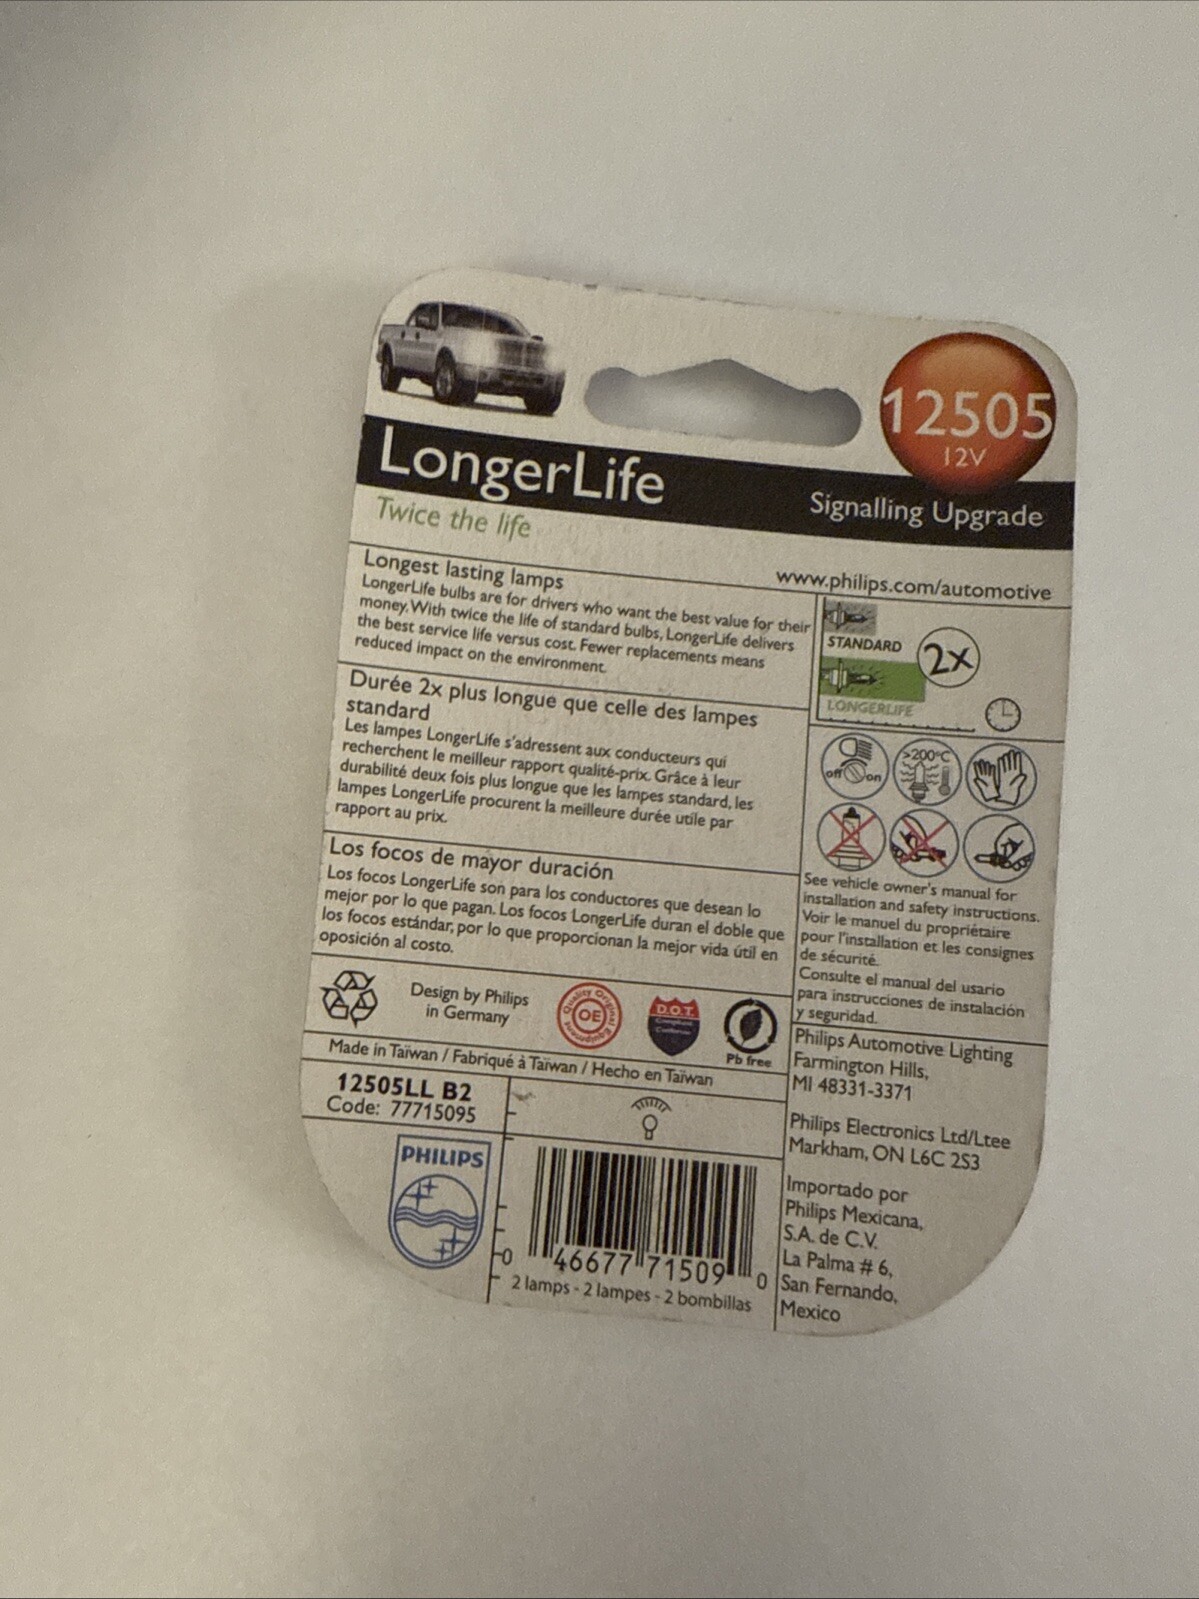 12505
12V
LongerLife
Signalling Upgrade
Twice the life
www.philips.com/automotive
Longest lasting lamps
LongerLife bulbs are for drivers who want the best value for their
money. With twice the life of standard bulbs, LongerLife delivers
the best service life versus cost. Fewer replacements means
reduced impact on the environment.
STANDARD
2x
LONGERLIFE
Durée 2x plus longue que celle des lampes
standard
Les lampes LongerLife s'adressent aux conducteurs qui
recherchent le meilleur rapport qualité-prix. Grâce à leur
durabilité deux fois plus longue que les lampes standard, les
lampes LongerLife procurent la meilleure durée utile par
rapport au prix.
off on
>200°C
Los focos de mayor duración
Los focos LongerLife son para los conductores que desean lo
mejor por lo que pagan. Los focos LongerLife duran el doble que
los focos estándar, por lo que proporcionan la mejor vida útil en
oposición al costo.
See vehicle owner's manual for
installation and safety instructions.
Voir le manuel du propriétaire
pour l'installation et les consignes
de sécurité.
Consulte el manual del usario
para instrucciones de instalación
y seguridad.
Design by Philips
in Germany
Quality Original Equipment
OE
D.O.T.
Compliant
Conforme
Pb free
Made in Taïwan / Fabriqué à Taïwan / Hecho en Taïwan
12505LL B2
Code: 77715095
PHILIPS
0 46677 71509 0
2 lamps - 2 lampes - 2 bombillas
Philips Automotive Lighting
Farmington Hills,
MI 48331-3371
Philips Electronics Ltd/Ltee
Markham, ON L6C 2S3
Importado por
Philips Mexicana,
S.A. de C.V.
La Palma # 6,
San Fernando,
Mexico